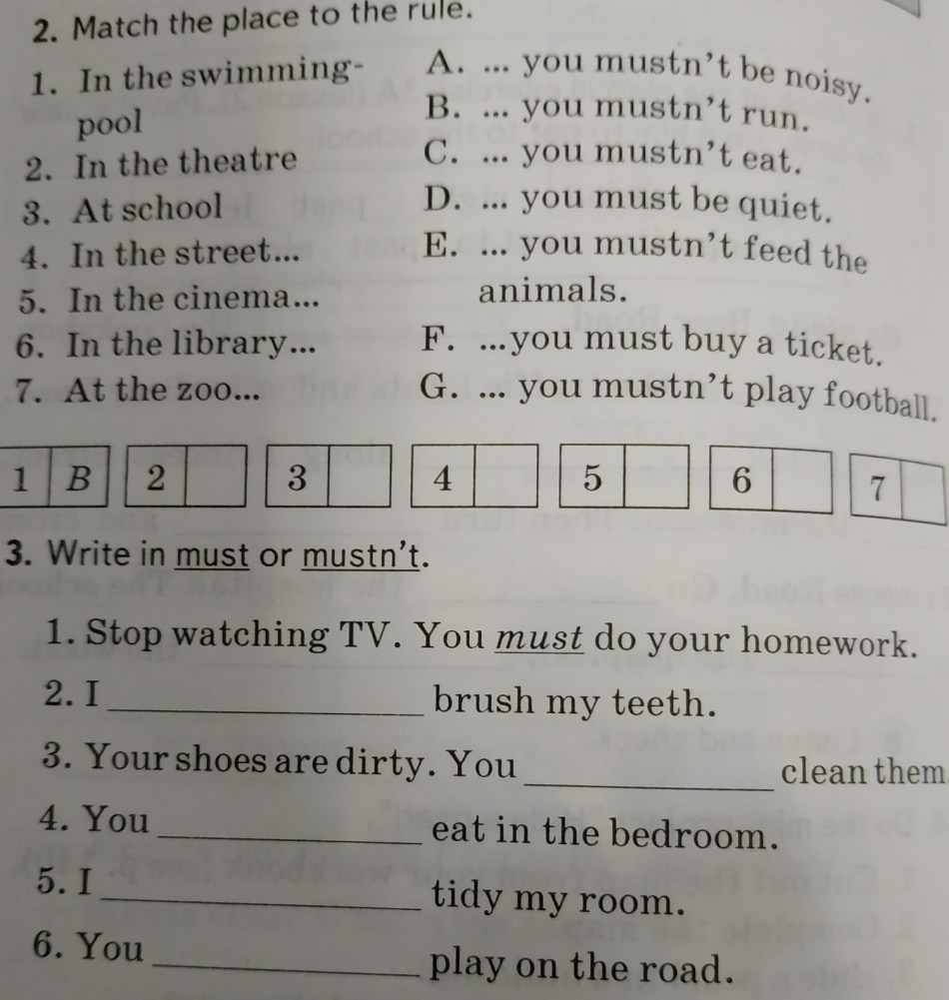 2. Match the place to the rule.
1. In the swimming-
pool
2. In the theatre
3. At school
4. In the street...
5. In the cinema...
6. In the library...
7. At the zoo...
A. ... you mustn't be noisy.
B. ... you mustn't run.
C. ... you mustn't eat.
D. ... you must be quiet.
E. ... you mustn't feed the
animals.
F. ...you must buy a ticket.
G. ... you mustn't play football.
1 B 2 3 4 5 6 7
3. Write in must or mustn't.
1. Stop watching TV. You must do your homework.
2. I ______________ brush my teeth.
3. Your shoes are dirty. You ______________ clean them
4. You ______________ eat in the bedroom.
5. I ______________ tidy my room.
6. You ______________ play on the road.